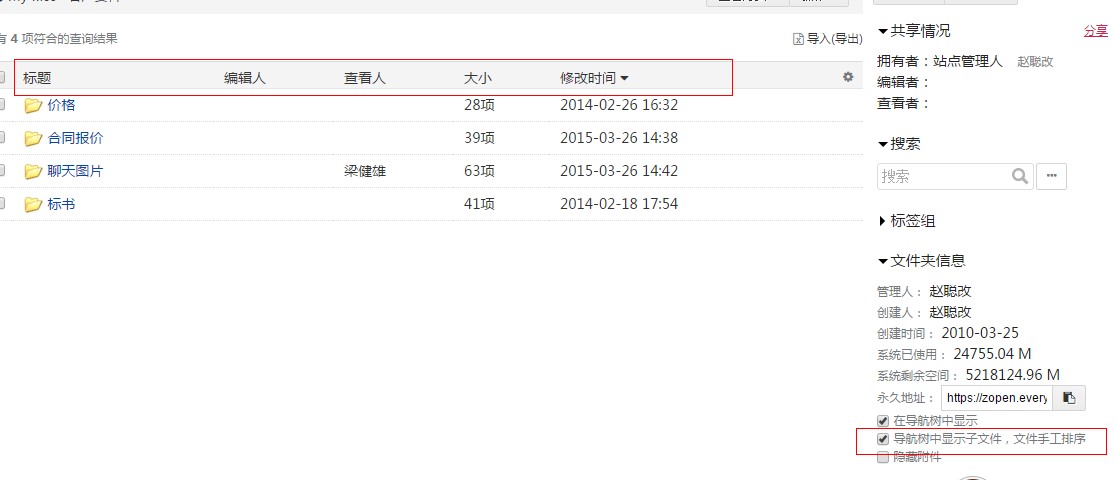 有 4 项符合的查询结果
导入(导出)
标题 编辑人 查看人 大小 修改时间
价格 28项 2014-02-26 16:32
合同报价 39项 2015-03-26 14:38
聊天图片 梁健雄 63项 2015-03-26 14:42
标书 41项 2014-02-18 17:54
共享情况 分享
拥有者：站点管理人 赵聪改
编辑者：
查看者：
搜索
搜索 ...
标签组
文件夹信息
管理人： 赵聪改
创建人： 赵聪改
创建时间： 2010-03-25
系统已使用： 24755.04 M
系统剩余空间： 5218124.96 M
永久地址： https://zopen.every
在导航树中显示
导航树中显示子文件，文件手工排序
隐藏附件